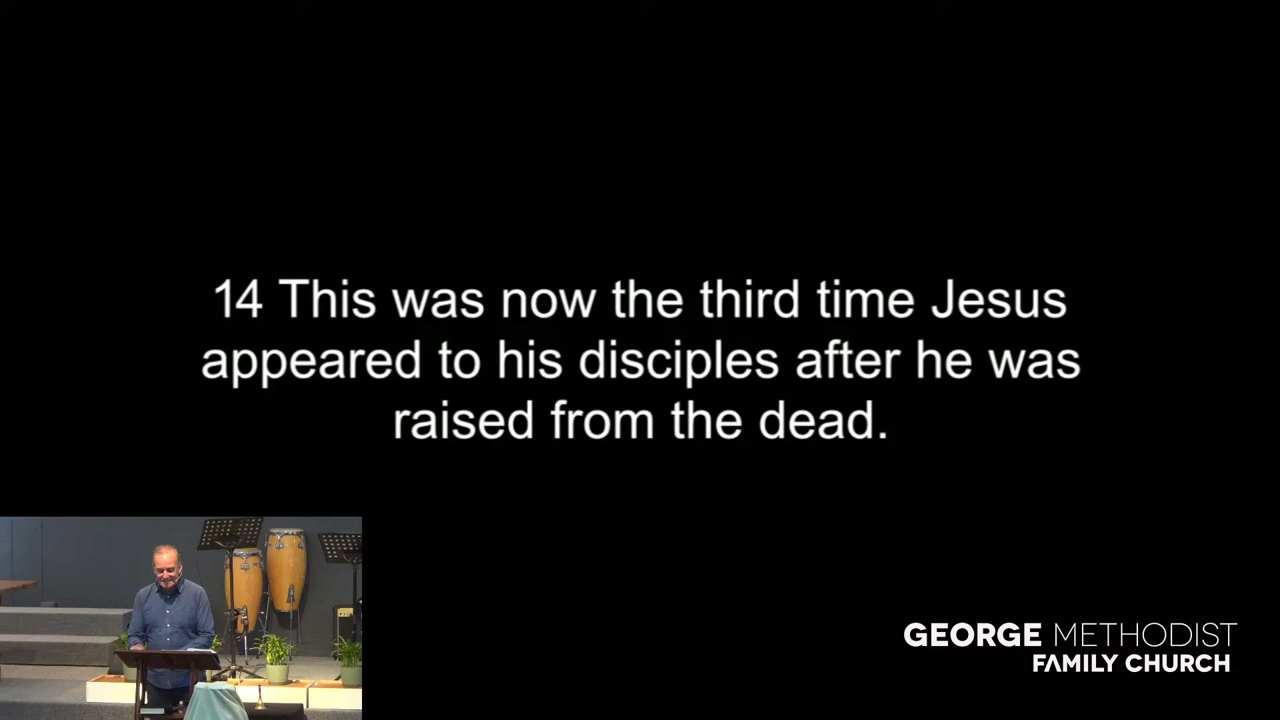 14 This was now the third time Jesus
appeared to his disciples after he was
raised from the dead.
GEORGE METHODIST
FAMILY CHURCH